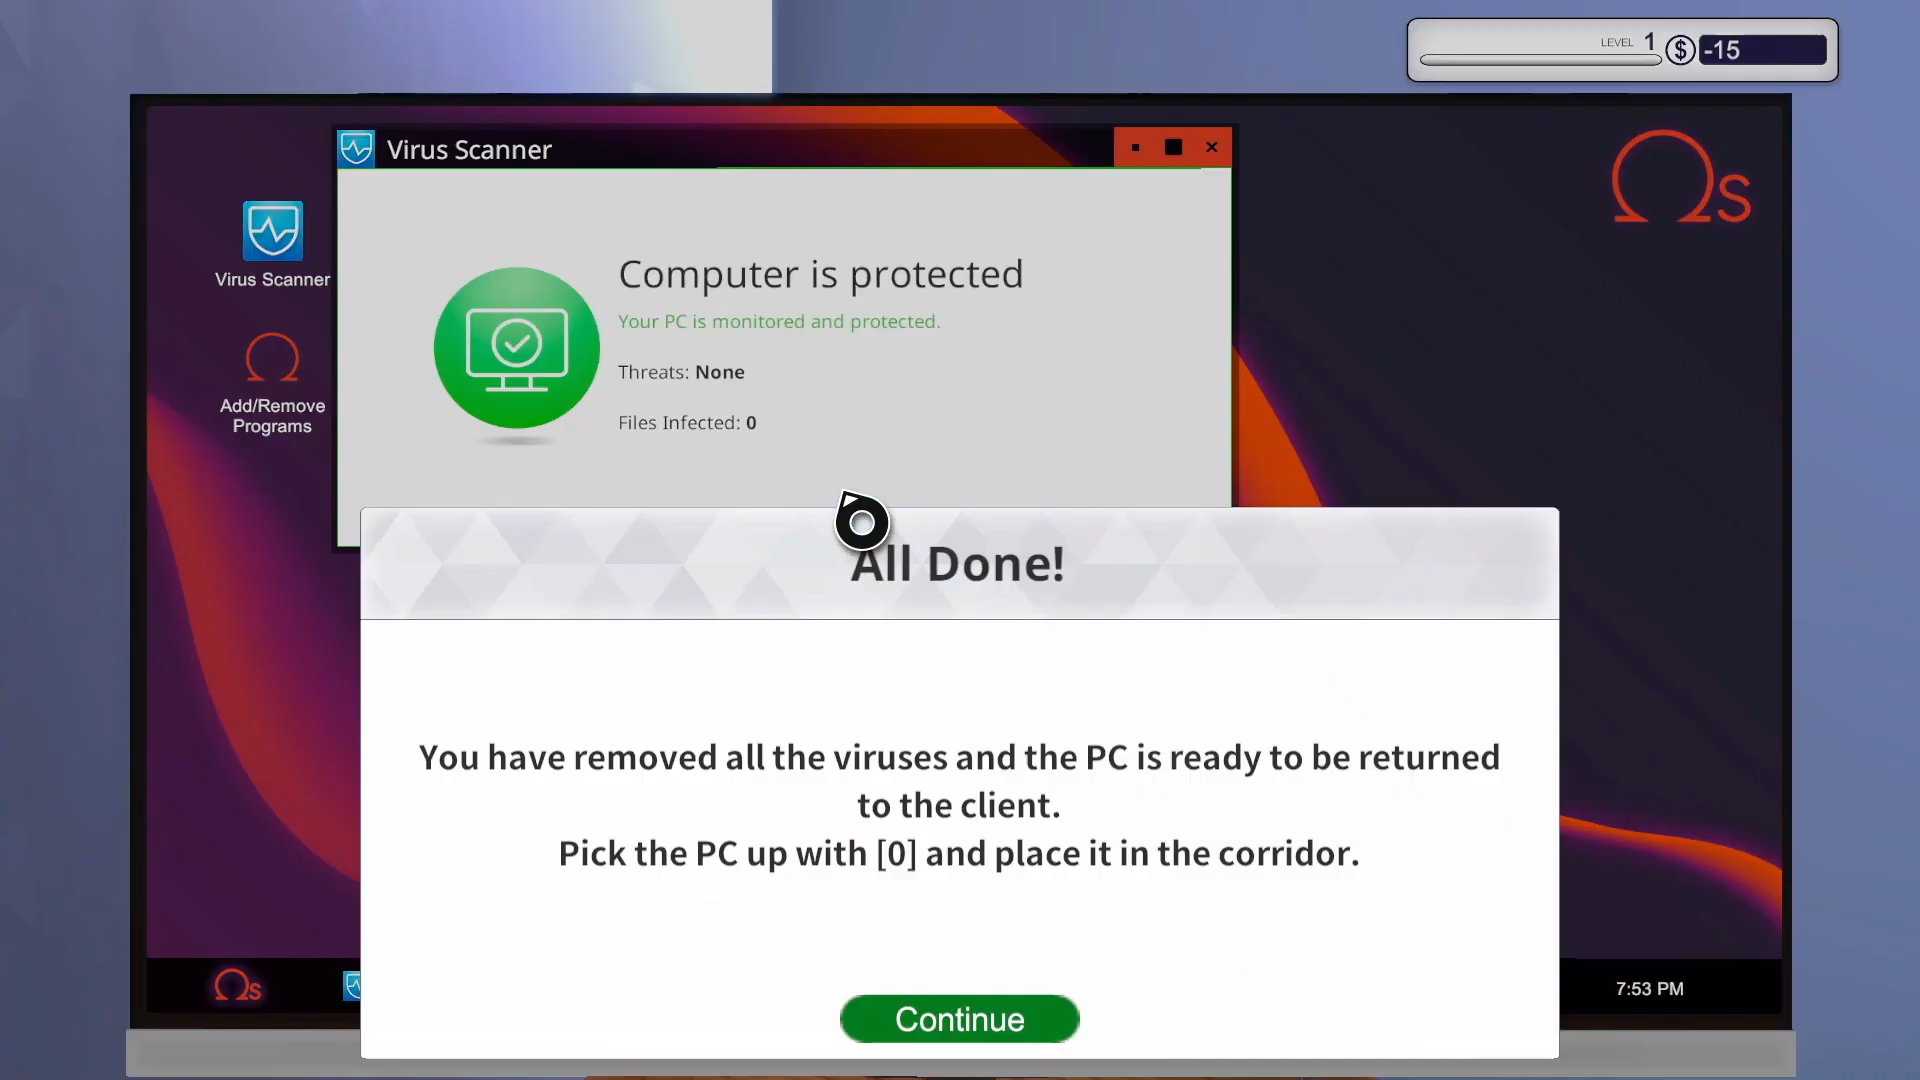 LEVEL 1 $ -15
Virus Scanner
Ωs
Virus Scanner
Computer is protected
Your PC is monitored and protected.
Threats: None
Files Infected: 0
Add/Remove
Programs
All Done!
You have removed all the viruses and the PC is ready to be returned
to the client.
Pick the PC up with [0] and place it in the corridor.
Continue
Ωs
7:53 PM